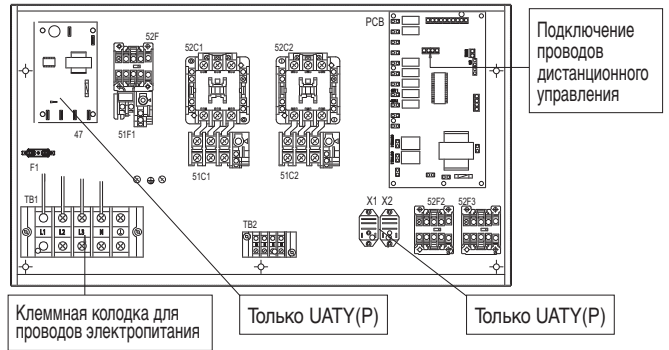 PCB
Подключение
проводов
дистанционного
управления
52F
52C1
52C2
47
51F1
F1
51C1
51C2
TB1
L1
L2
L3
N
TB2
X1
X2
52F2
52F3
Клеммная колодка для
проводов электропитания
Только UATY(P)
Только UATY(P)